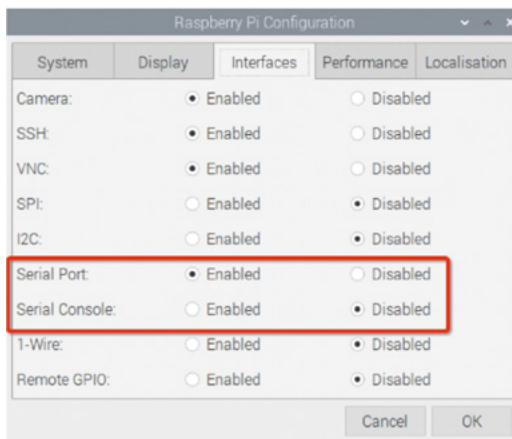 Raspberry Pi Configuration
System Display Interfaces Performance Localisation
Camera: Enabled Disabled
SSH: Enabled Disabled
VNC: Enabled Disabled
SPI: Enabled Disabled
I2C: Enabled Disabled
Serial Port: Enabled Disabled
Serial Console: Enabled Disabled
1-Wire: Enabled Disabled
Remote GPIO: Enabled Disabled
Cancel OK